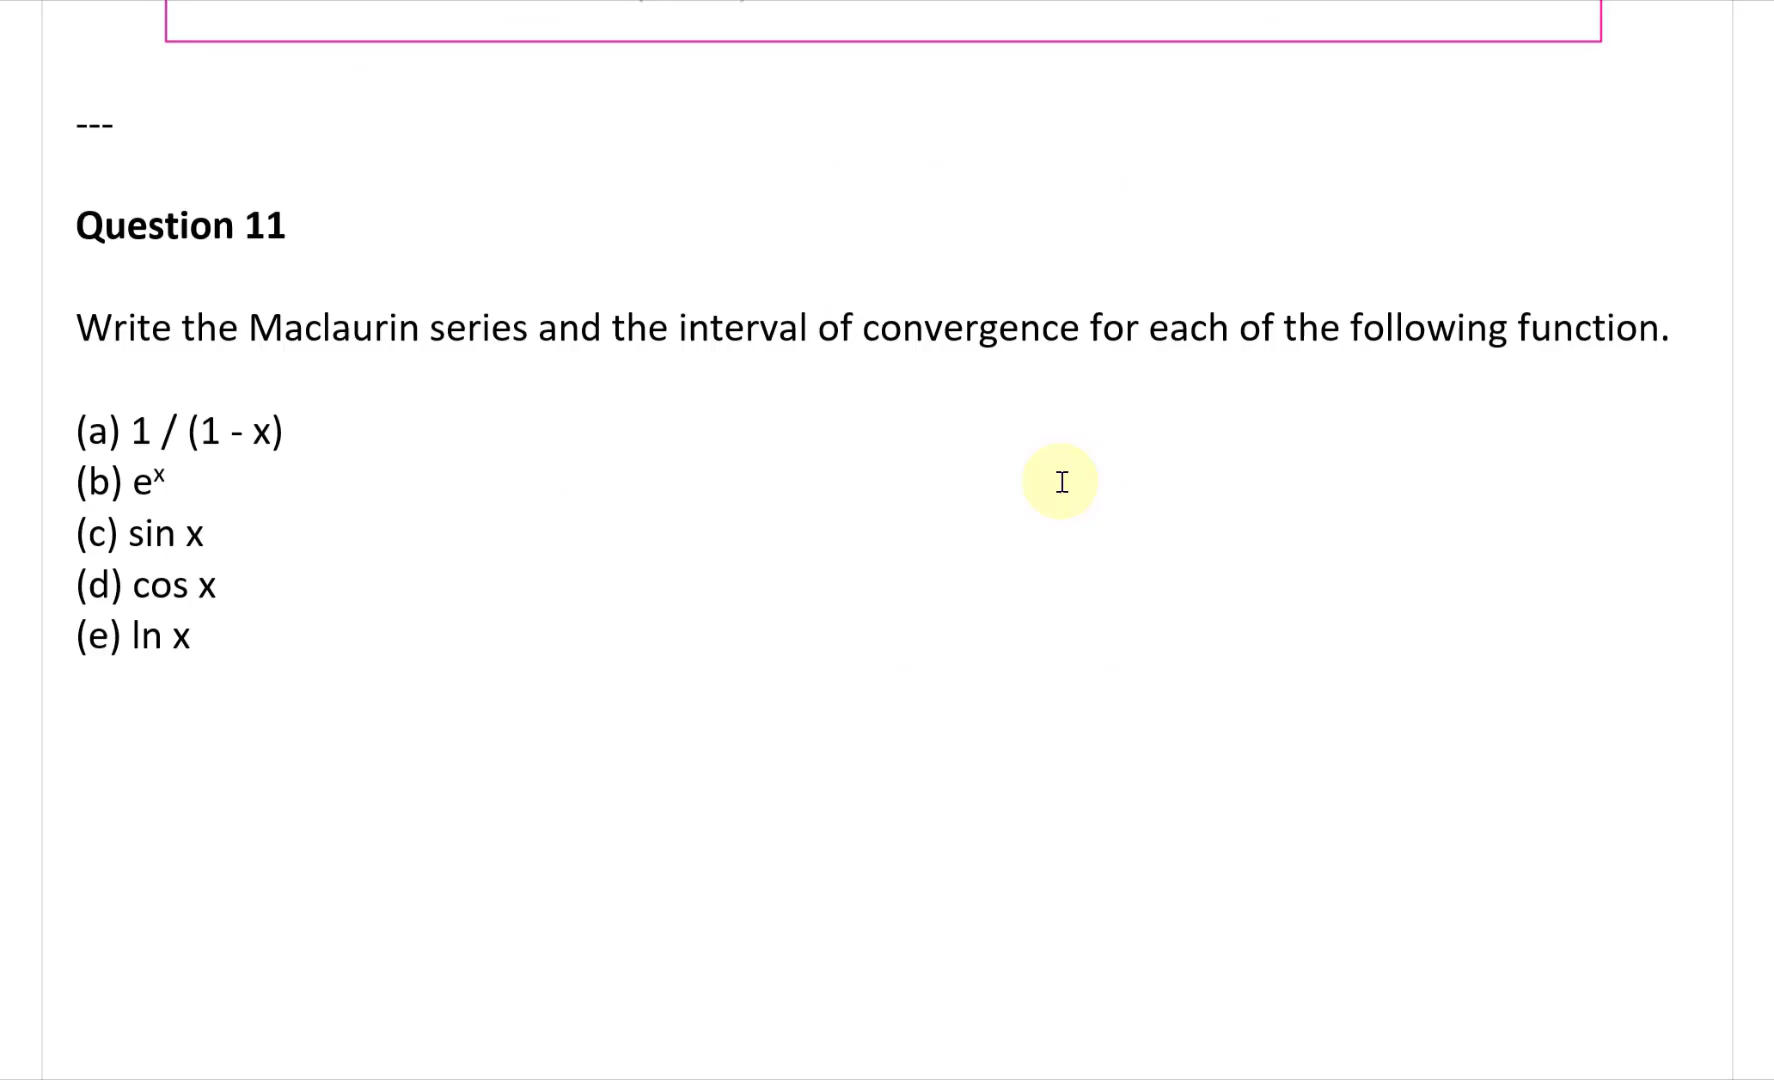 ---
Question 11
Write the Maclaurin series and the interval of convergence for each of the following function.
(a) 1 / (1 - x)
(b) eˣ
(c) sin x
(d) cos x
(e) ln x